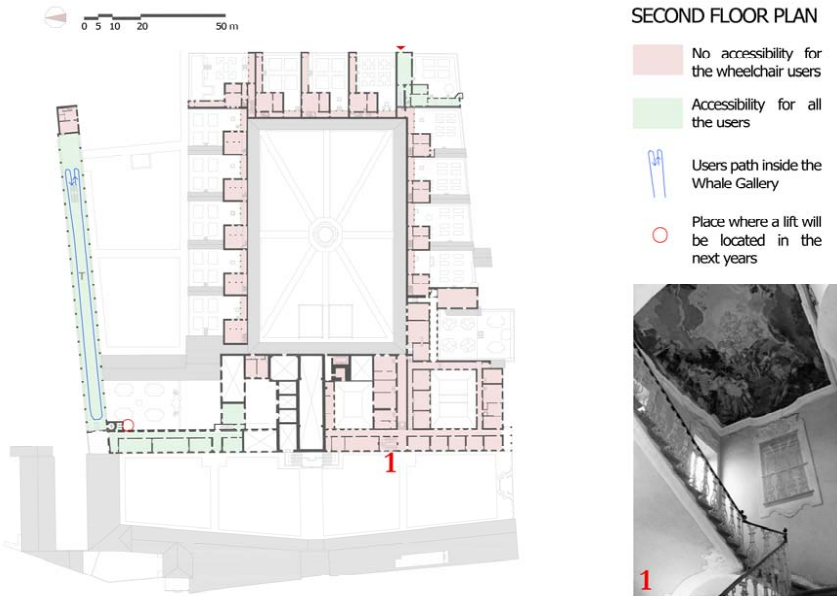 0 5 10 20 50 m
SECOND FLOOR PLAN
No accessibility for
the wheelchair users
Accessibility for all
the users
Users path inside the
Whale Gallery
Place where a lift will
be located in the
next years
1
1